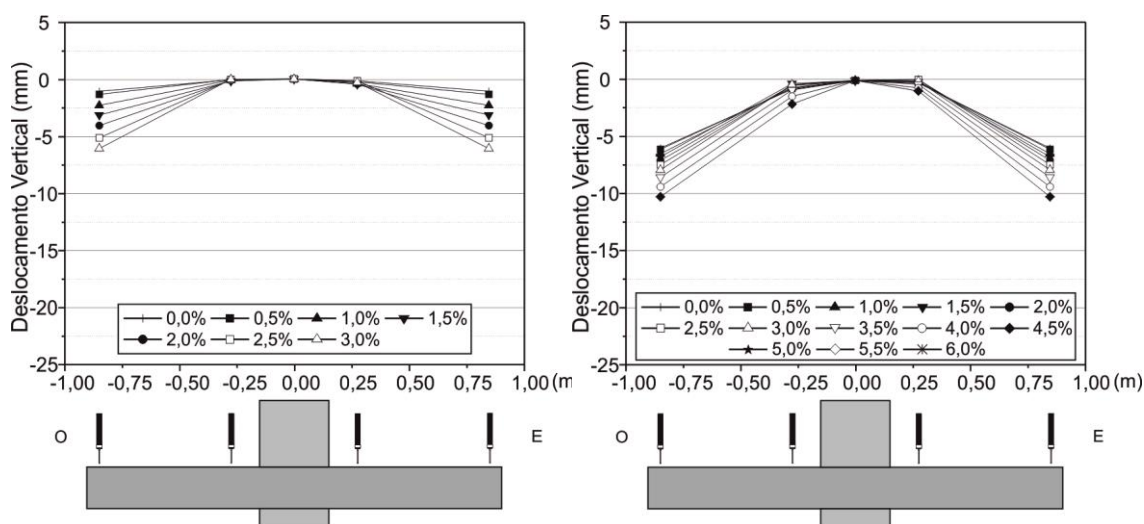 Deslocamento Vertical (mm)
5
0
-5
-10
-15
-20
-25
0,0% 0,5% 1,0% 1,5%
2,0% 2,5% 3,0%
-1,00 -0,75 -0,50 -0,25 0,00 0,25 0,50 0,75 1,00 (m
O E
Deslocamento Vertical (mm)
5
0
-5
-10
-15
-20
-25
0,0% 0,5% 1,0% 1,5% 2,0%
2,5% 3,0% 3,5% 4,0% 4,5%
5,0% 5,5% 6,0%
-1,00 -0,75 -0,50 -0,25 0,00 0,25 0,50 0,75 1,00 (m)
O E